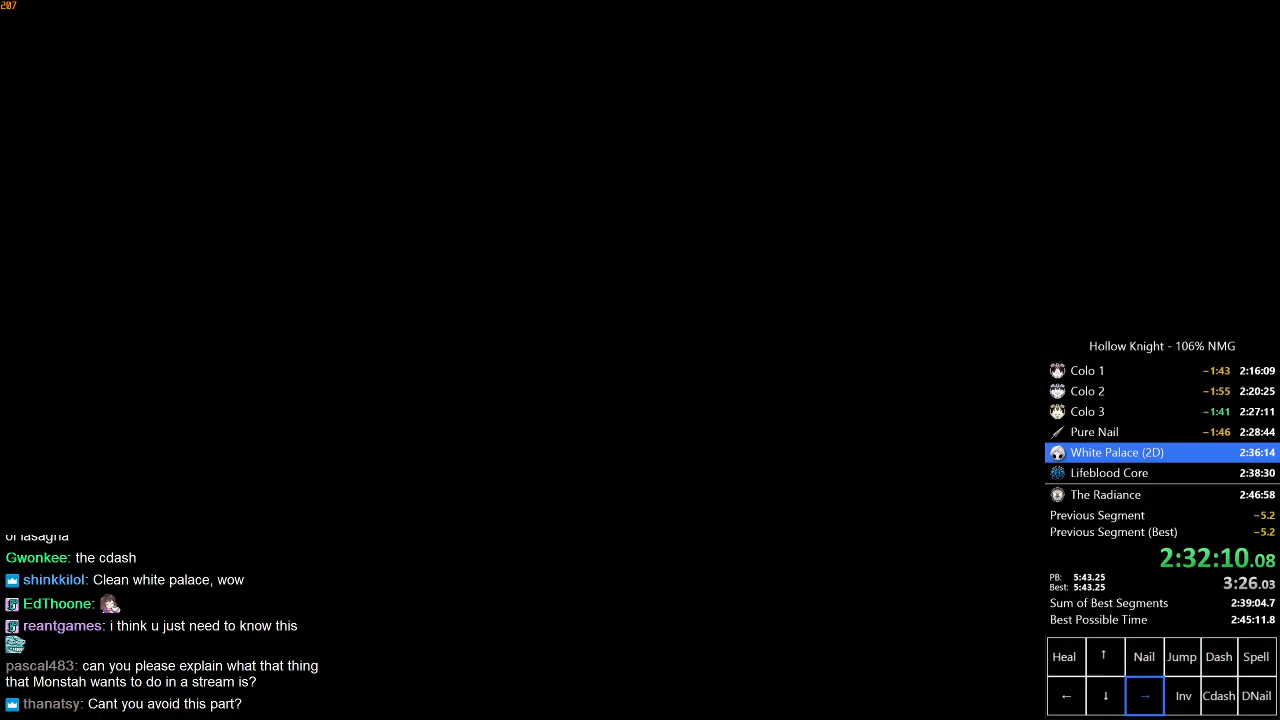 207
Hollow Knight - 106% NMG
Colo 1 −1:43 2:16:09
Colo 2 −1:55 2:20:25
Colo 3 −1:41 2:27:11
Pure Nail −1:46 2:28:44
White Palace (2D) 2:36:14
Lifeblood Core 2:38:30
The Radiance 2:46:58
Previous Segment −5.2
Previous Segment (Best) −5.2
2:32:10.08
PB: 5:43.25
Best: 5:43.25
3:26.03
Sum of Best Segments 2:39:04.7
Best Possible Time 2:45:11.8
Heal ↑ Nail Jump Dash Spell
← ↓ → Inv Cdash DNail
of lasagna
Gwonkee: the cdash
shinkkilol: Clean white palace, wow
EdThoone:
reantgames: i think u just need to know this
pascal483: can you please explain what that thing
that Monstah wants to do in a stream is?
thanatsy: Cant you avoid this part?